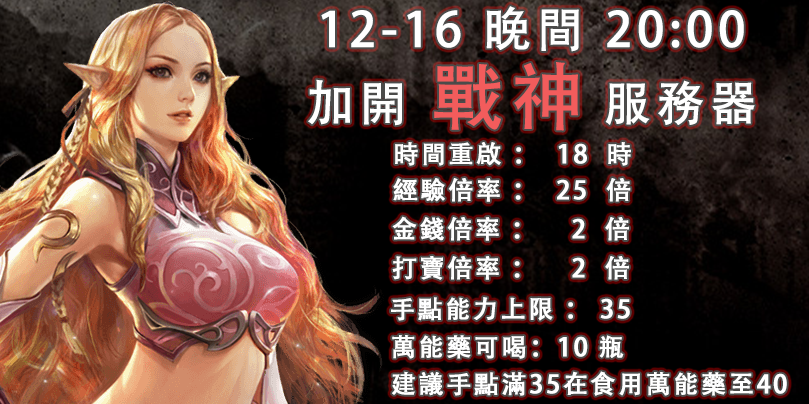 12-16 晚間 20:00
加開 戰神 服務器
時間重啟： 18 時
經驗倍率： 25 倍
金錢倍率： 2 倍
打寶倍率： 2 倍
手點能力上限： 35
萬能藥可喝：10 瓶
建議手點滿35在食用萬能藥至40